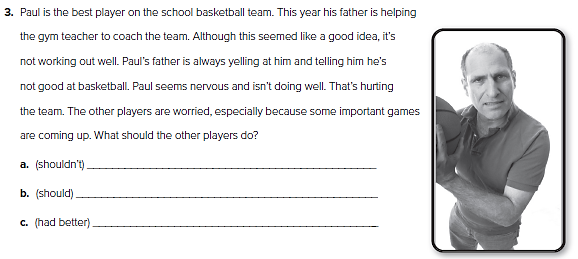 3. Paul is the best player on the school basketball team. This year his father is helping
the gym teacher to coach the team. Although this seemed like a good idea, it's
not working out well. Paul's father is always yelling at him and telling him he's
not good at basketball. Paul seems nervous and isn't doing well. That's hurting
the team. The other players are worried, especially because some important games
are coming up. What should the other players do?
a. (shouldn't)
b. (should)
c. (had better)